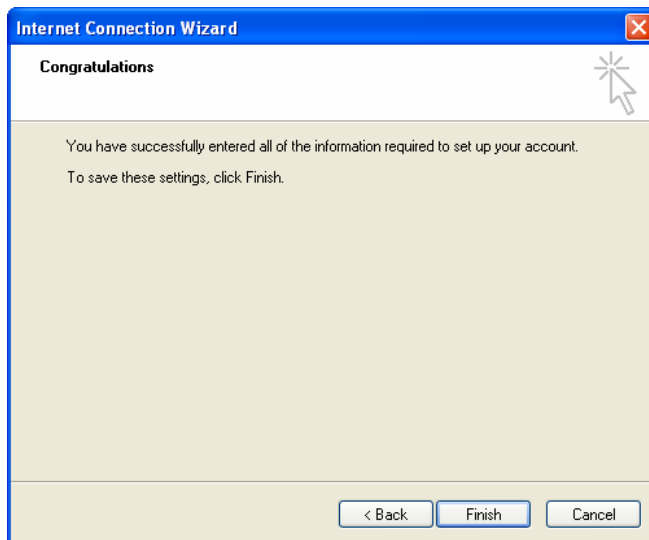 Internet Connection Wizard
Congratulations
You have successfully entered all of the information required to set up your account.
To save these settings, click Finish.
< Back Finish Cancel